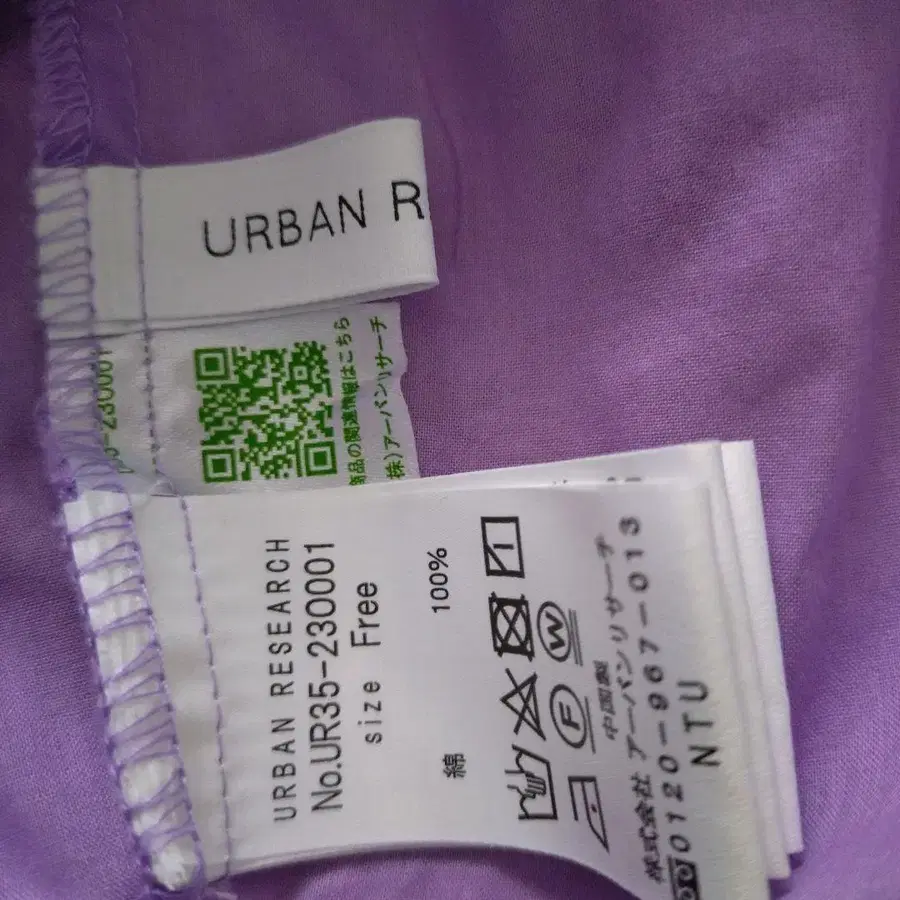 URBAN R
商品の関連情報はこちら
株)アーバンリサーチ
35-230001
URBAN RESEARCH
No.UR35-230001
size Free
綿 100%
F
W
中国製
株式会社 アーバンリサーチ
0120-967-013
NTU